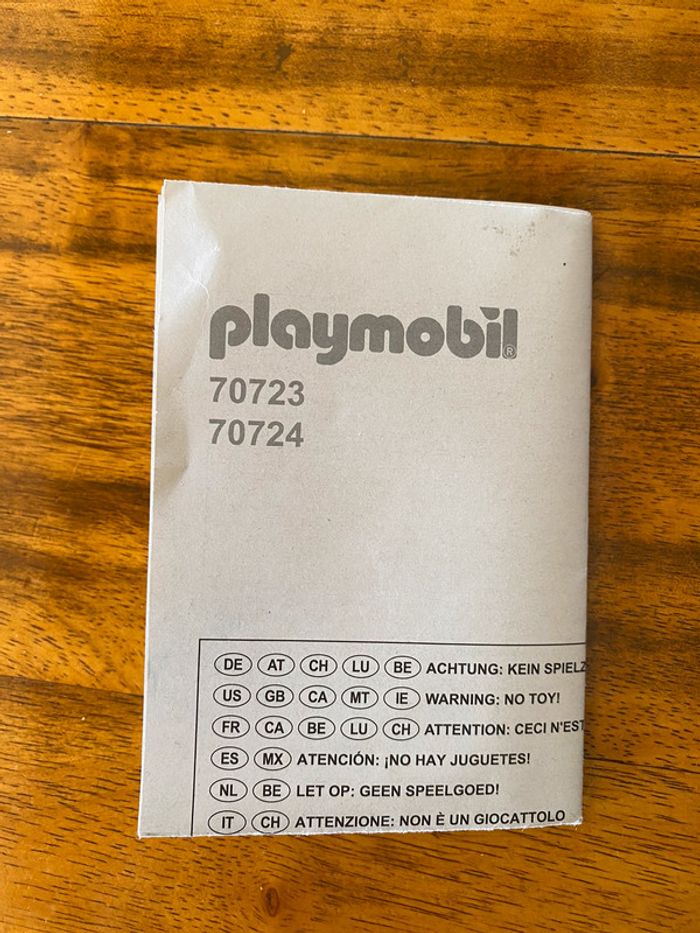 playmobil®
70723
70724
DE AT CH LU BE ACHTUNG: KEIN SPIELZ
US GB CA MT IE WARNING: NO TOY!
FR CA BE LU CH ATTENTION: CECI N'EST
ES MX ATENCIÓN: ¡NO HAY JUGUETES!
NL BE LET OP: GEEN SPEELGOED!
IT CH ATTENZIONE: NON È UN GIOCATTOLO